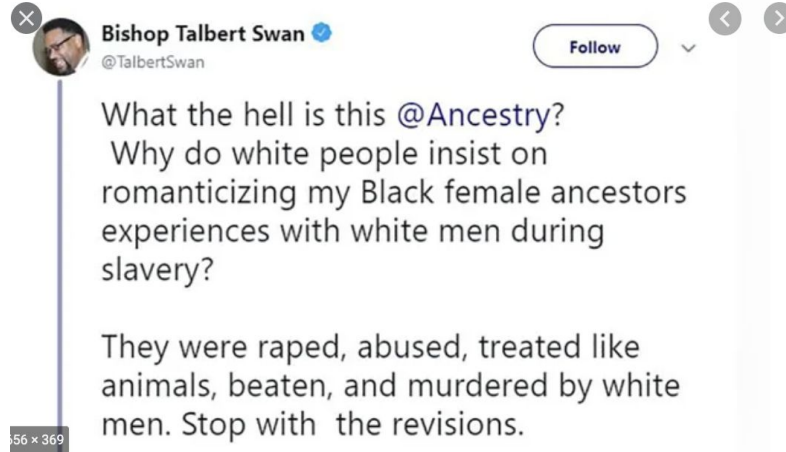 Bishop Talbert Swan
@TalbertSwan
Follow
What the hell is this @Ancestry?
Why do white people insist on
romanticizing my Black female ancestors
experiences with white men during
slavery?
They were raped, abused, treated like
animals, beaten, and murdered by white
men. Stop with  the revisions.
56 × 369